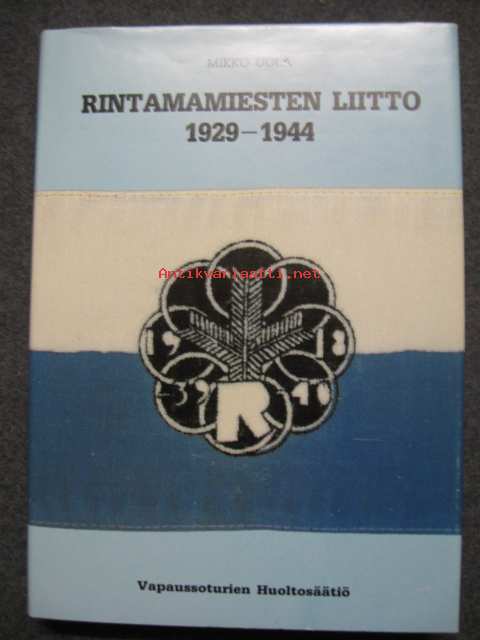 MIKKO UOLA
RINTAMAMIESTEN LIITTO
1929–1944
Antikvariaatti.net
19 18
-39 40
R
Vapaussoturien Huoltosäätiö